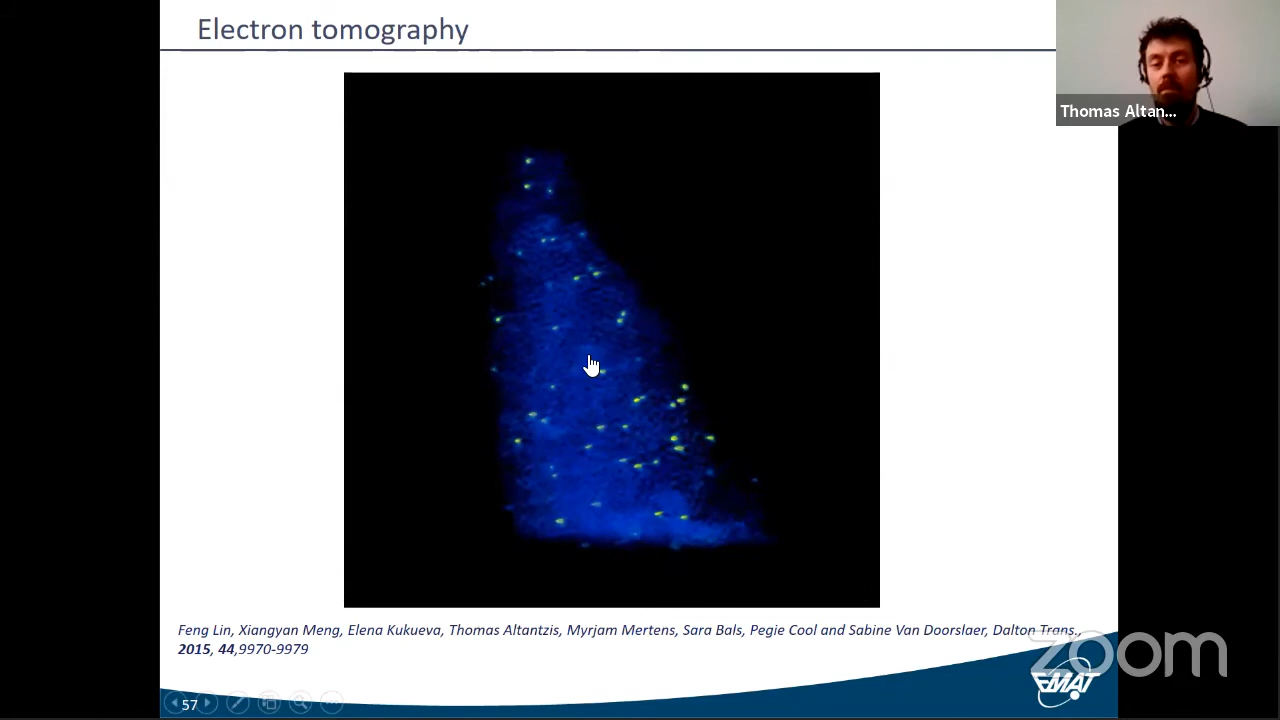 Electron tomography
Thomas Altan...
Feng Lin, Xiangyan Meng, Elena Kukueva, Thomas Altantzis, Myrjam Mertens, Sara Bals, Pegie Cool and Sabine Van Doorslaer, Dalton Trans.,
2015, 44,9970-9979
zoom
EMAT
57